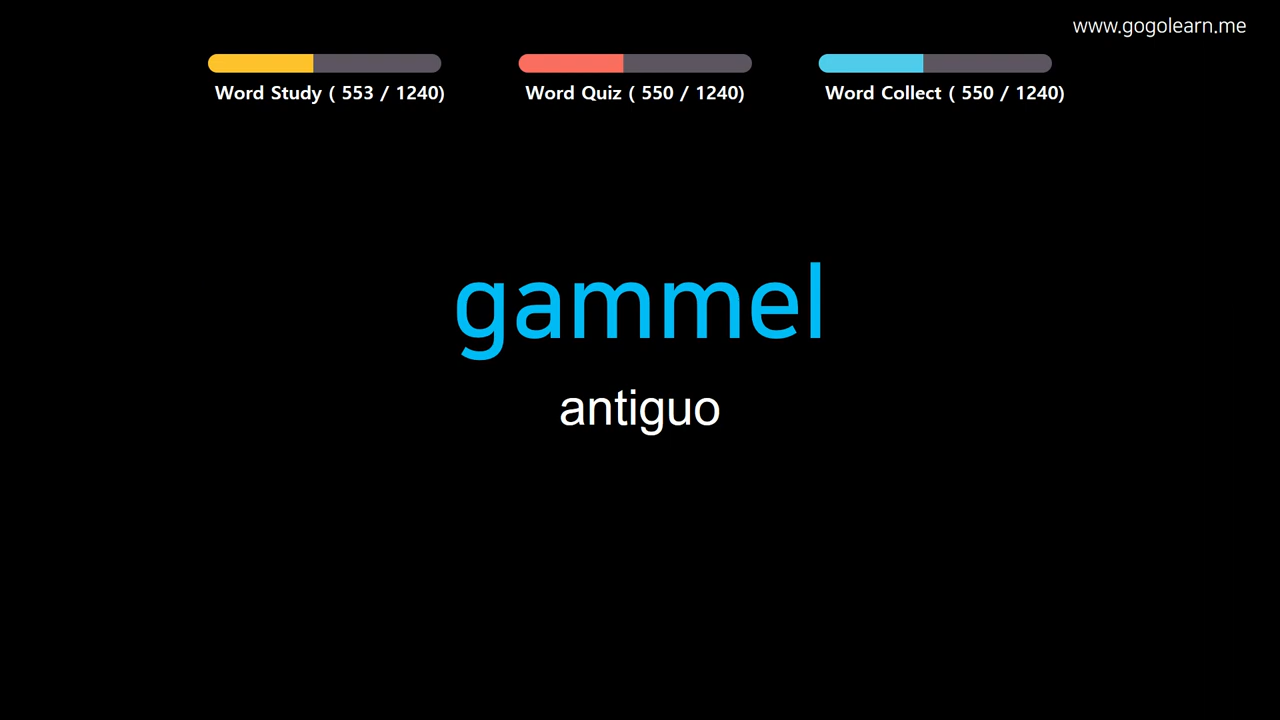 www.gogolearn.me
Word Study ( 553 / 1240)
Word Quiz ( 550 / 1240)
Word Collect ( 550 / 1240)
gammel
antiguo